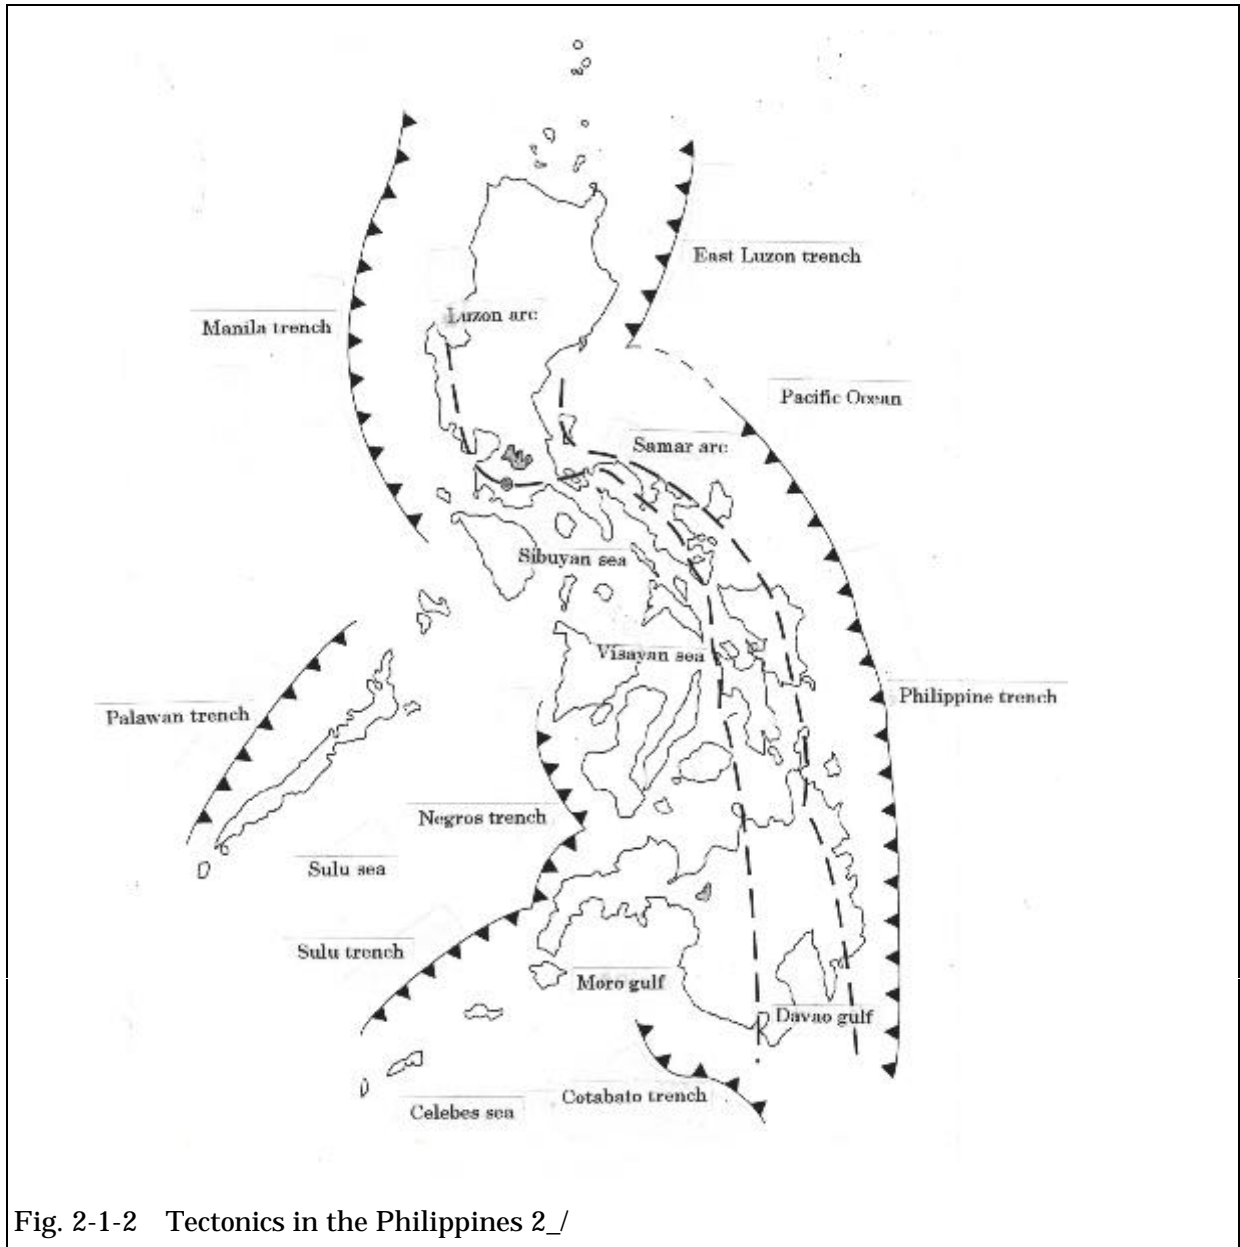 East Luzon trench
Luzon arc
Manila trench
Pacific Ocean
Samar arc
Sibuyan sea
Visayan sea
Philippine trench
Palawan trench
Negros trench
Sulu sea
Sulu trench
Moro gulf
Davao gulf
Cotabato trench
Celebes sea
Fig. 2-1-2 Tectonics in the Philippines 2_/